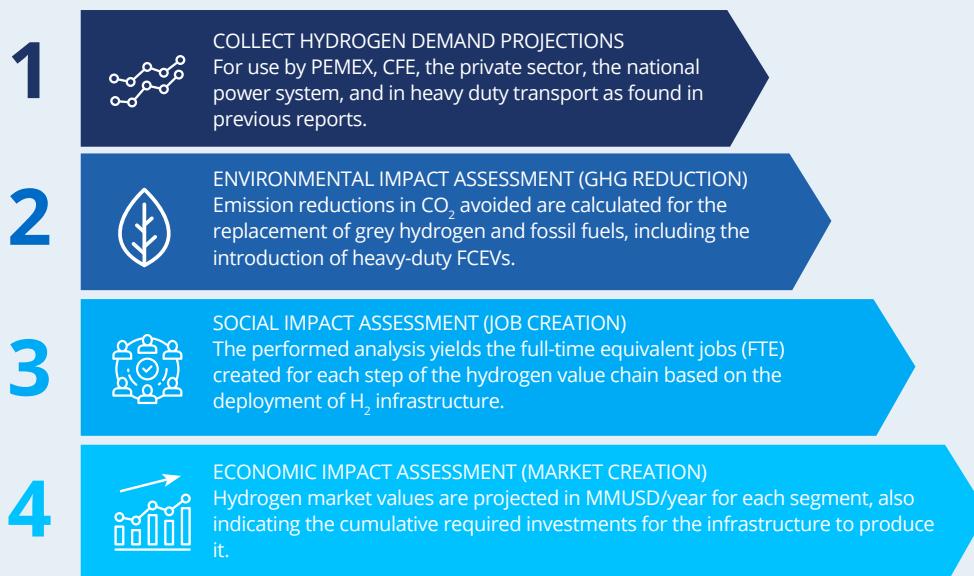 1
COLLECT HYDROGEN DEMAND PROJECTIONS
For use by PEMEX, CFE, the private sector, the national
power system, and in heavy duty transport as found in
previous reports.
2
ENVIRONMENTAL IMPACT ASSESSMENT (GHG REDUCTION)
Emission reductions in CO₂ avoided are calculated for the
replacement of grey hydrogen and fossil fuels, including the
introduction of heavy-duty FCEVs.
3
SOCIAL IMPACT ASSESSMENT (JOB CREATION)
The performed analysis yields the full-time equivalent jobs (FTE)
created for each step of the hydrogen value chain based on the
deployment of H₂ infrastructure.
4
ECONOMIC IMPACT ASSESSMENT (MARKET CREATION)
Hydrogen market values are projected in MMUSD/year for each segment, also
indicating the cumulative required investments for the infrastructure to produce
it.